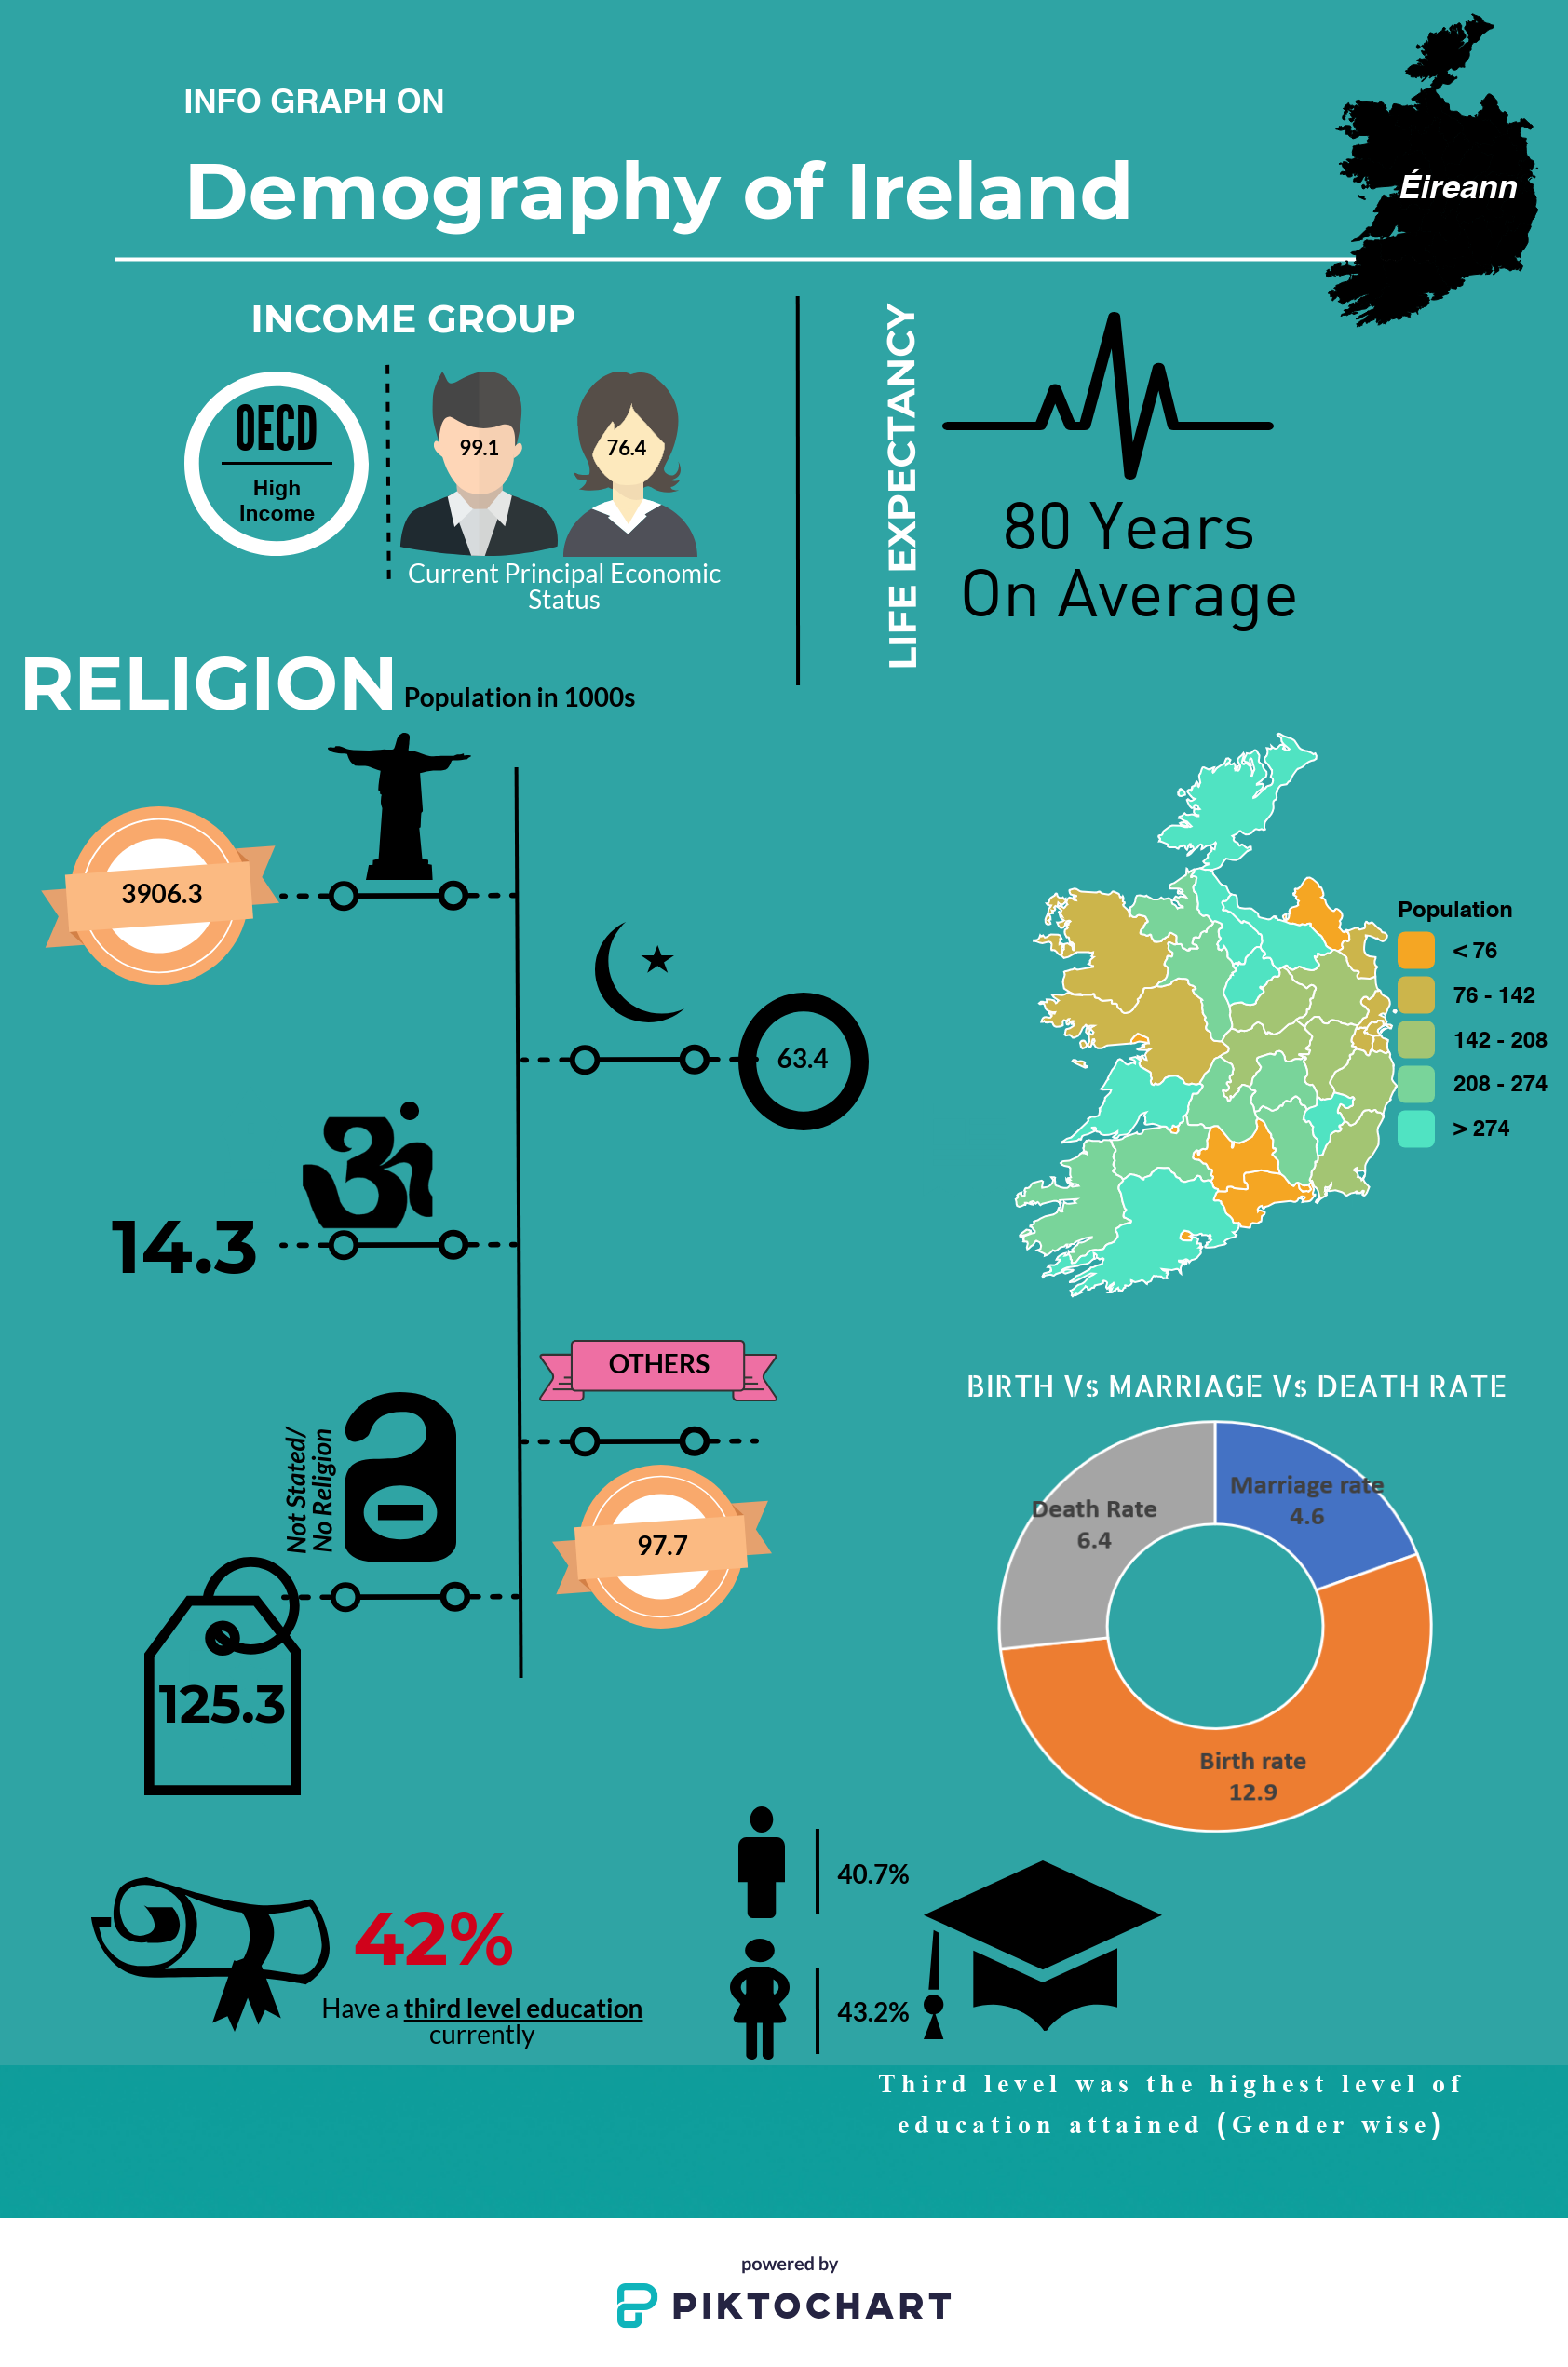 INFO GRAPH ON
Demography of Ireland
Éireann
INCOME GROUP
OECD
High
Income
99.1
76.4
Current Principal Economic
Status
LIFE EXPECTANCY
80 Years
On Average
RELIGION
Population in 1000s
3906.3
63.4
ॐ
14.3
OTHERS
97.7
Not Stated/
No Religion
125.3
Population
< 76
76 - 142
142 - 208
208 - 274
> 274
BIRTH Vs MARRIAGE Vs DEATH RATE
Marriage rate
4.6
Death Rate
6.4
Birth rate
12.9
42%
Have a third level education
currently
40.7%
43.2%
Third level was the highest level of
education attained (Gender wise)
powered by
PIKTOCHART